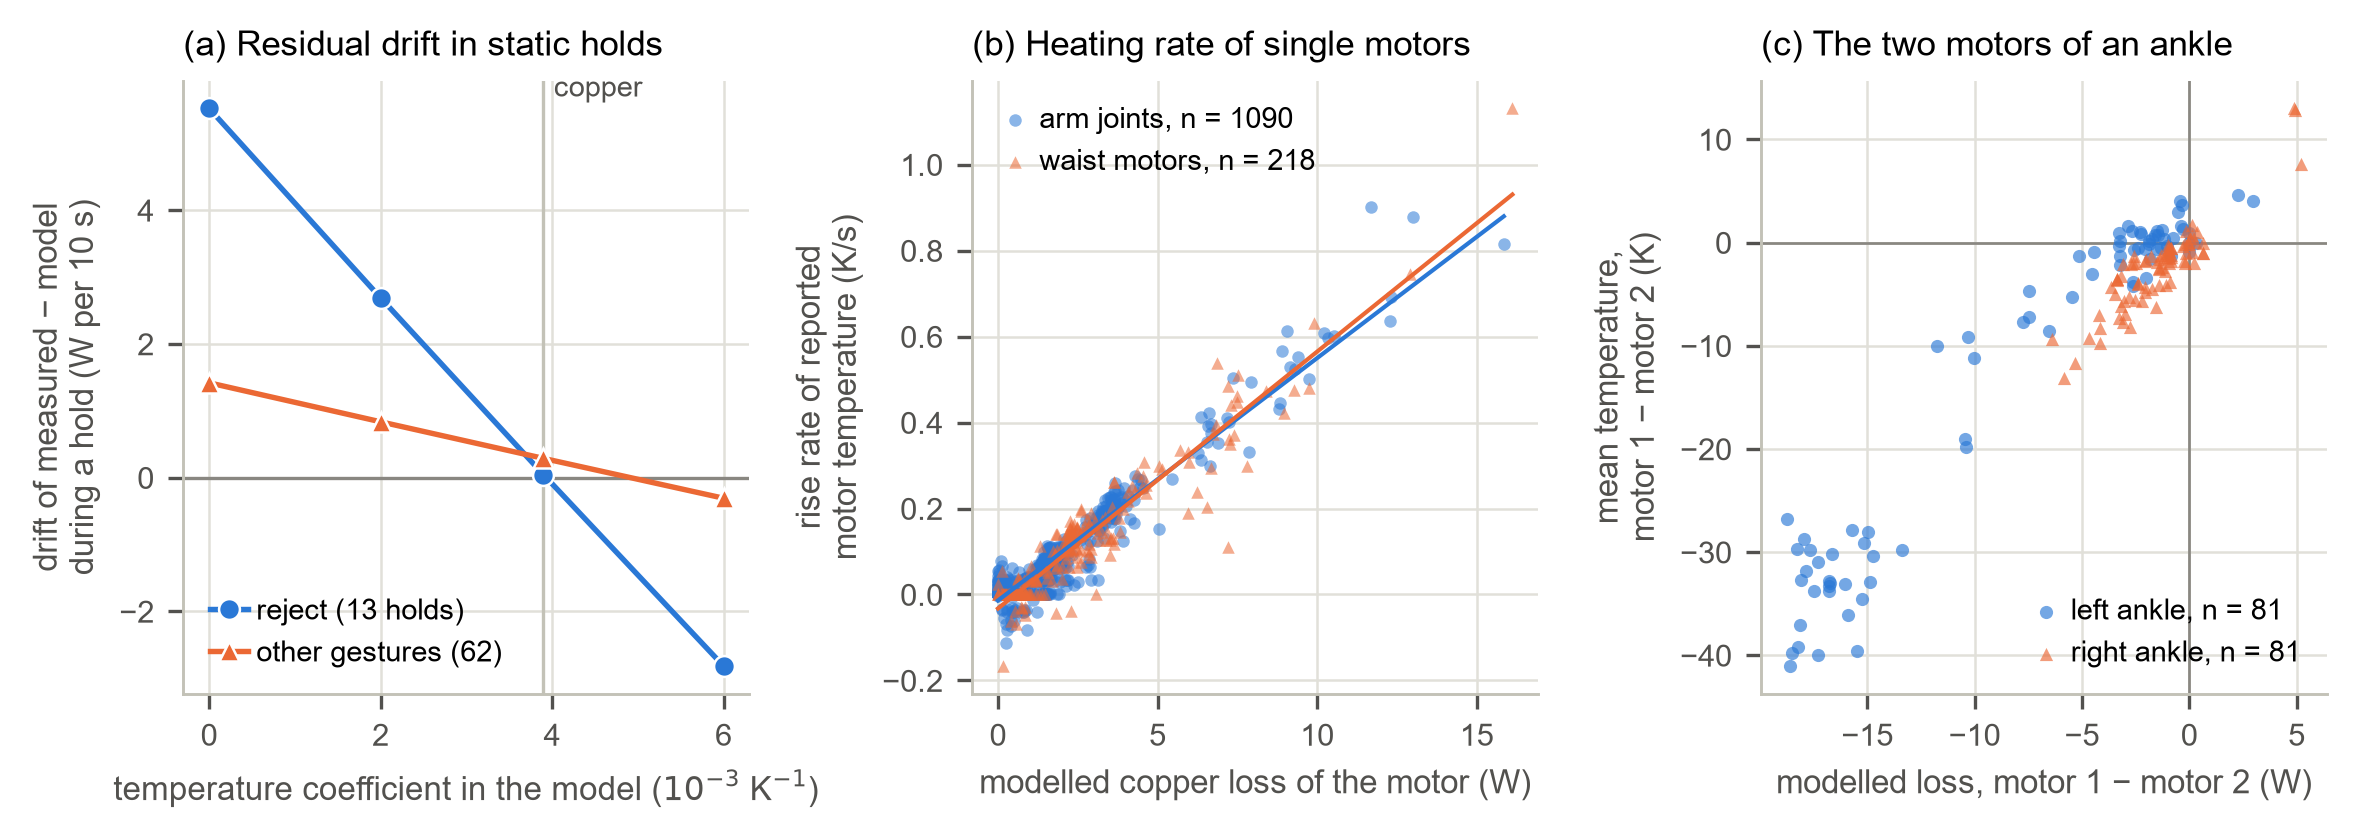 (a) Residual drift in static holds
copper
drift of measured − model
during a hold (W per 10 s)
4
2
0
−2
reject (13 holds)
other gestures (62)
0 2 4 6
temperature coefficient in the model (10⁻³ K⁻¹)
(b) Heating rate of single motors
arm joints, n = 1090
waist motors, n = 218
rise rate of reported
motor temperature (K/s)
1.0
0.8
0.6
0.4
0.2
0.0
−0.2
0 5 10 15
modelled copper loss of the motor (W)
(c) The two motors of an ankle
mean temperature,
motor 1 − motor 2 (K)
10
0
−10
−20
−30
−40
left ankle, n = 81
right ankle, n = 81
−15 −10 −5 0 5
modelled loss, motor 1 − motor 2 (W)